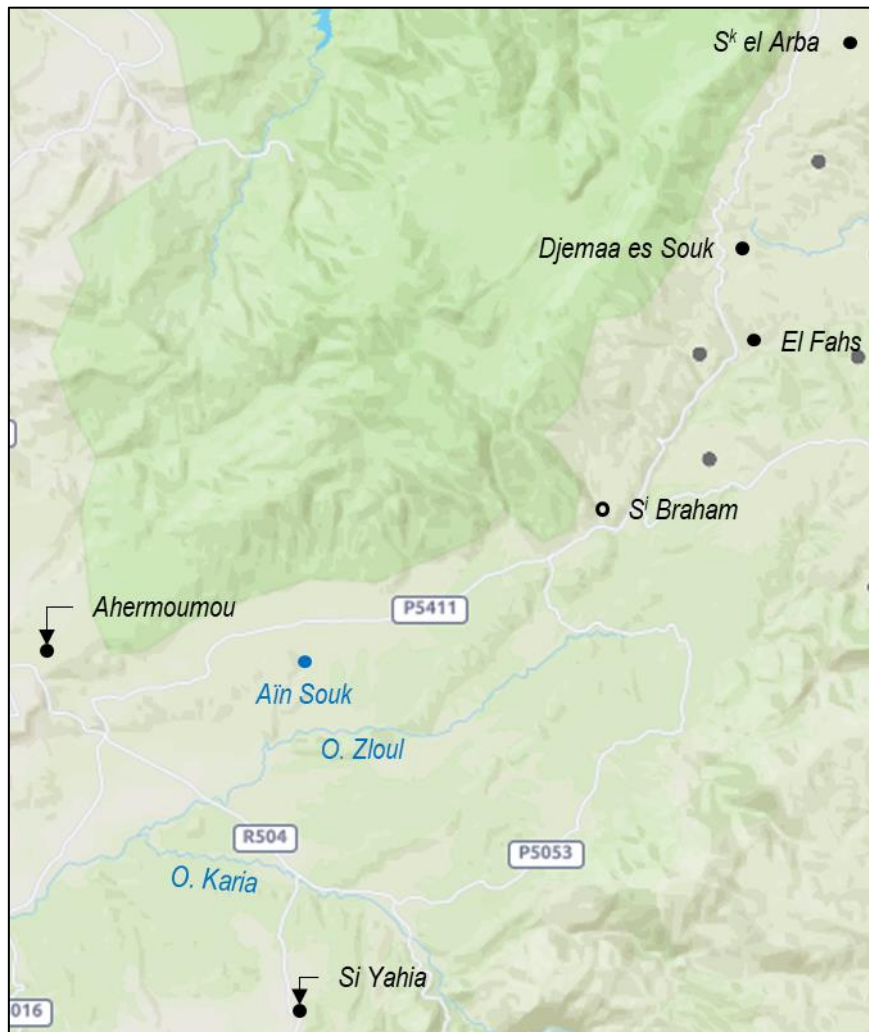 Sᵏ el Arba
Djemaa es Souk
El Fahs
Sⁱ Braham
Ahermoumou
P5411
Aïn Souk
O. Zloul
R504
P5053
O. Karia
Si Yahia
016